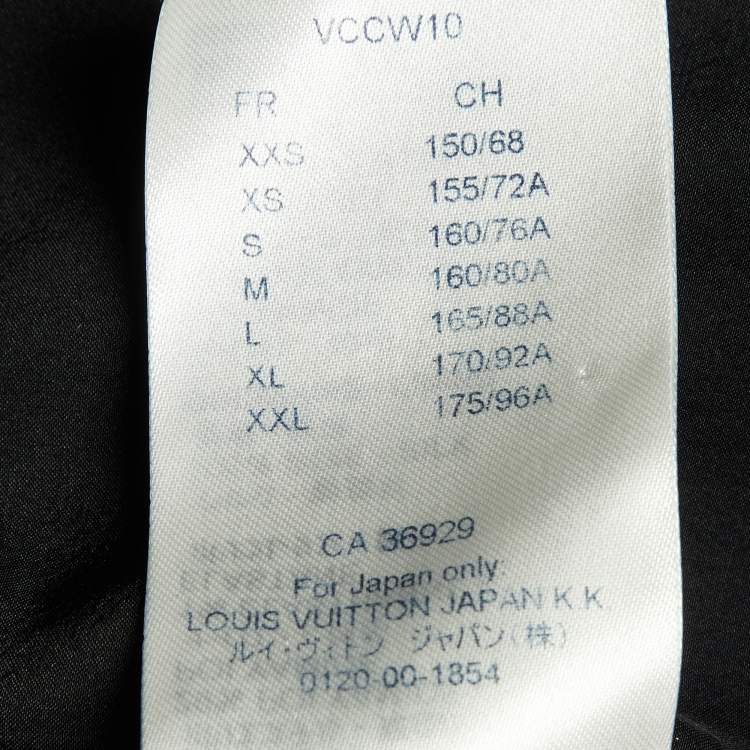 VCCW10
FR CH
XXS 150/68
XS 155/72A
S 160/76A
M 160/80A
L 165/88A
XL 170/92A
XXL 175/96A
CA 36929
For Japan only:
LOUIS VUITTON JAPAN K.K
ルイ・ヴィトン ジャパン(株)
0120-00-1854